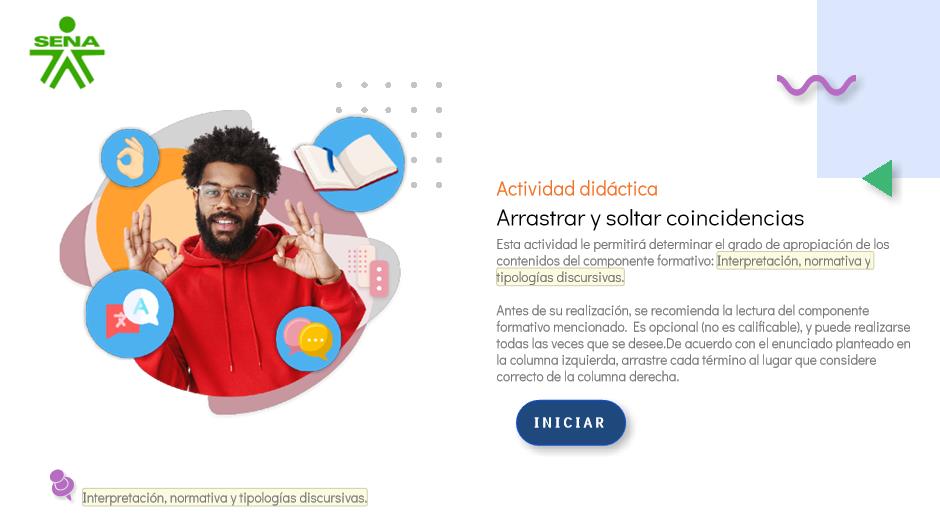 SENA
Actividad didáctica
Arrastrar y soltar coincidencias
Esta actividad le permitirá determinar el grado de apropiación de los
contenidos del componente formativo: Interpretación, normativa y
tipologías discursivas.
Antes de su realización, se recomienda la lectura del componente
formativo mencionado. Es opcional (no es calificable), y puede realizarse
todas las veces que se desee.De acuerdo con el enunciado planteado en
la columna izquierda, arrastre cada término al lugar que considere
correcto de la columna derecha.
INICIAR
A
文
Interpretación, normativa y tipologías discursivas.